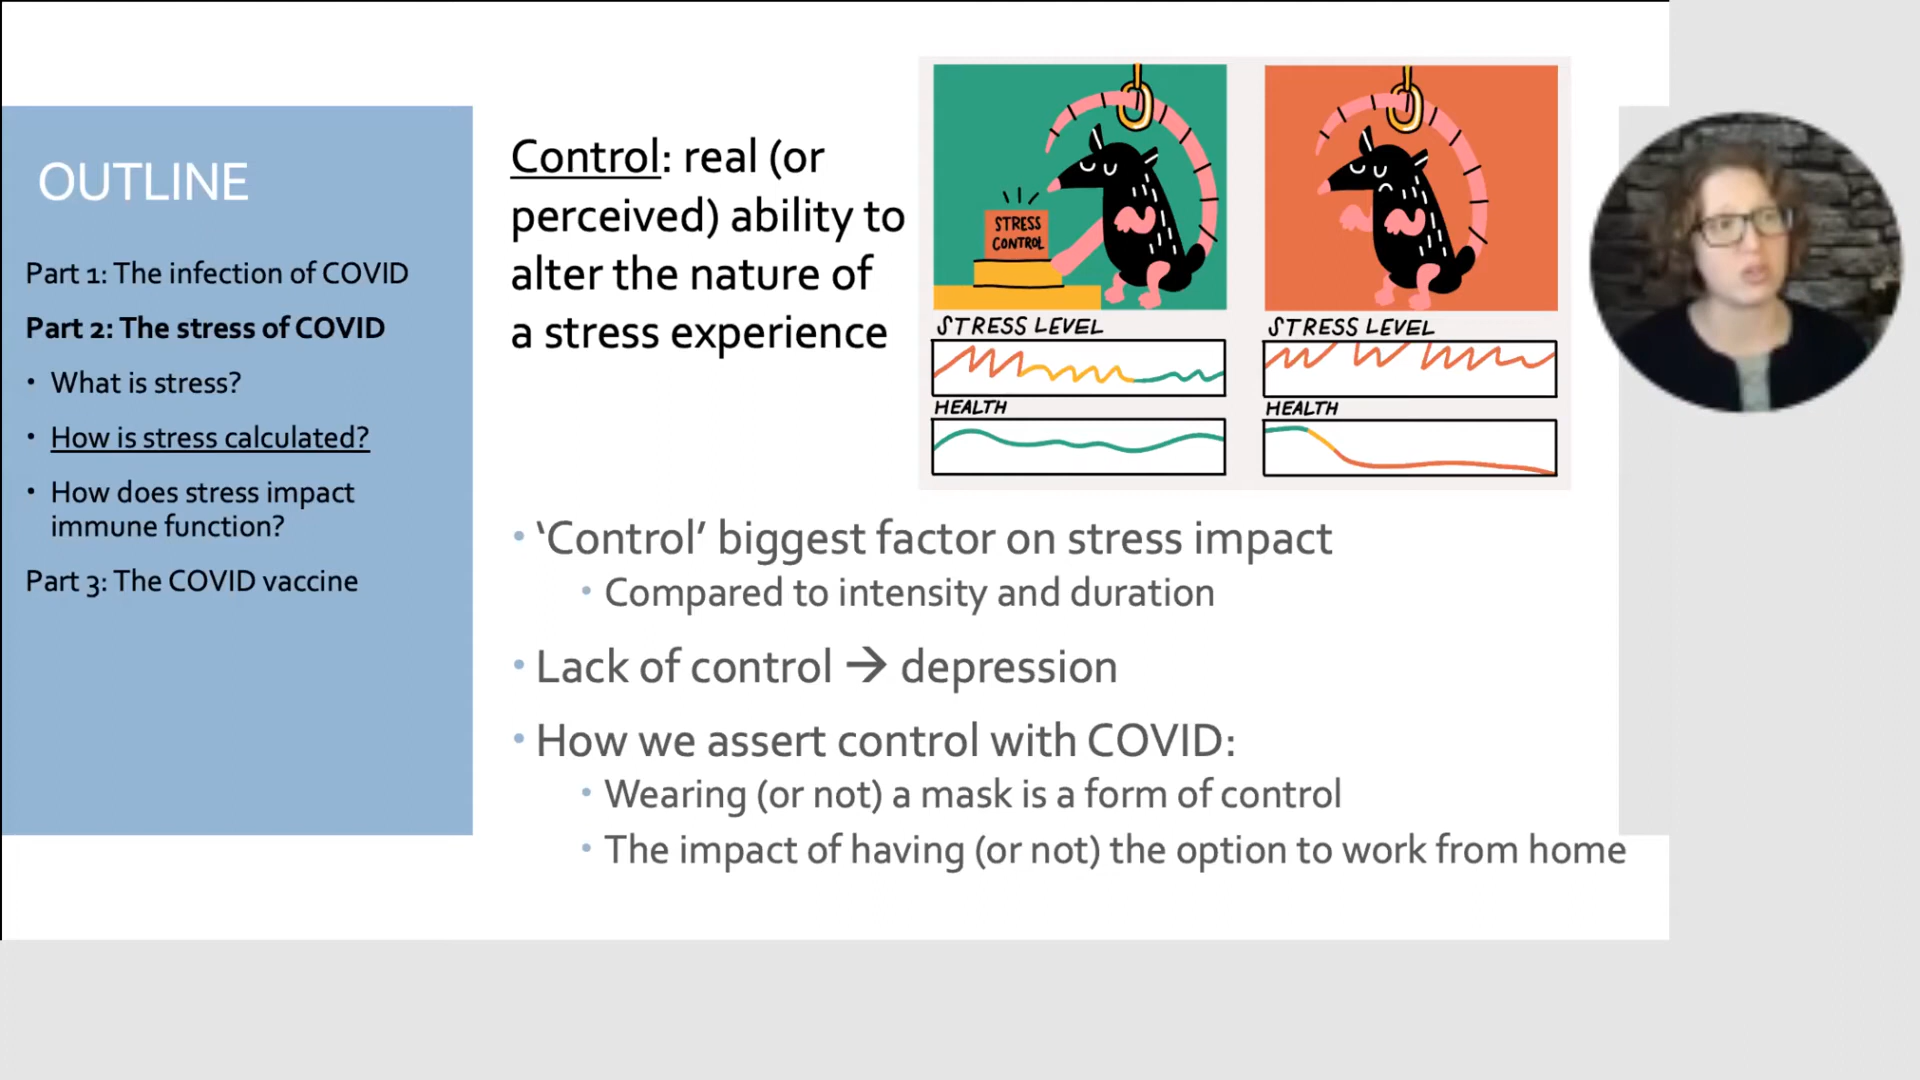 OUTLINE
Part 1: The infection of COVID
Part 2: The stress of COVID
• What is stress?
• How is stress calculated?
• How does stress impact
immune function?
Part 3: The COVID vaccine
Control: real (or
perceived) ability to
alter the nature of
a stress experience
STRESS
CONTROL
STRESS LEVEL
HEALTH
STRESS LEVEL
HEALTH
• ‘Control’ biggest factor on stress impact
• Compared to intensity and duration
• Lack of control → depression
• How we assert control with COVID:
• Wearing (or not) a mask is a form of control
• The impact of having (or not) the option to work from home